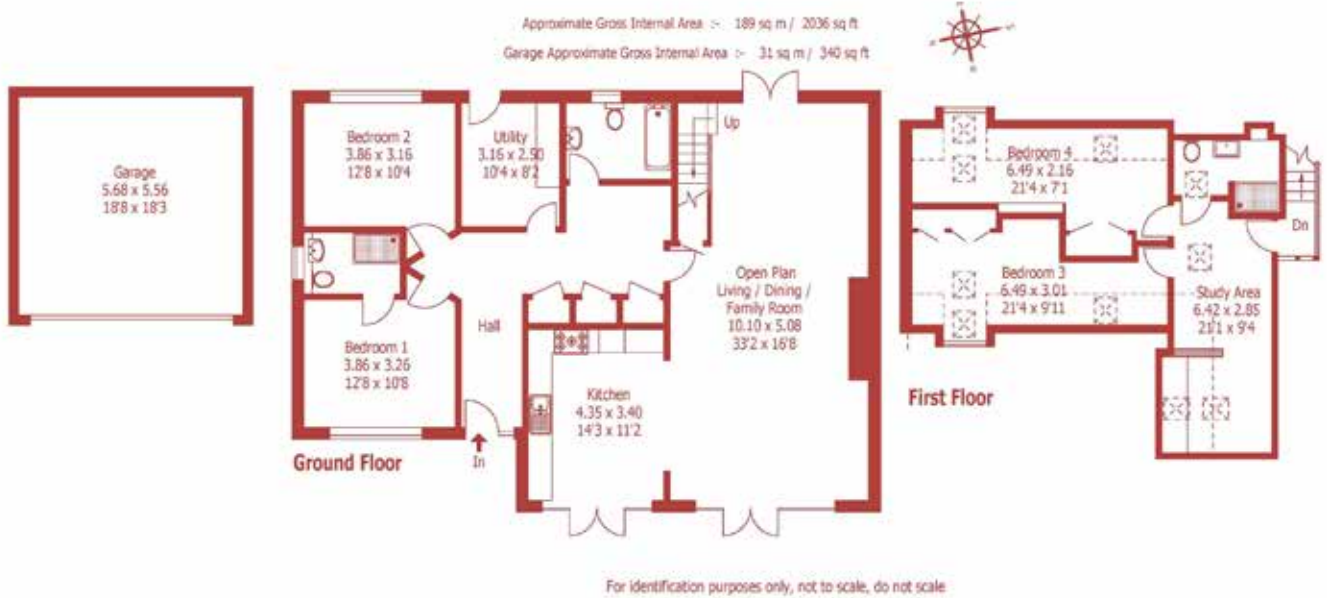 Approximate Gross Internal Area :- 189 sq m / 2036 sq ft
Garage Approximate Gross Internal Area :- 31 sq m / 340 sq ft
Garage
5.68 x 5.56
18'8 x 18'3
Bedroom 2
3.86 x 3.16
12'8 x 10'4
Utility
3.16 x 2.50
10'4 x 8'2
Up
Open Plan
Living / Dining /
Family Room
10.10 x 5.08
33'2 x 16'8
Hall
Bedroom 1
3.86 x 3.26
12'8 x 10'8
Kitchen
4.35 x 3.40
14'3 x 11'2
In
Ground Floor
Bedroom 4
6.49 x 2.16
21'4 x 7'1
Dn
Bedroom 3
6.49 x 3.01
21'4 x 9'11
Study Area
6.42 x 2.85
21'1 x 9'4
First Floor
For identification purposes only, not to scale, do not scale